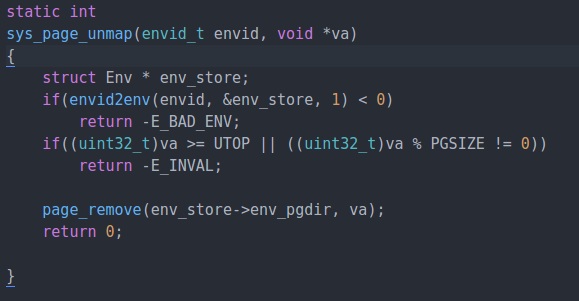 static int
sys_page_unmap(envid_t envid, void *va)
{
    struct Env * env_store;
    if(envid2env(envid, &env_store, 1) < 0)
        return -E_BAD_ENV;
    if((uint32_t)va >= UTOP || ((uint32_t)va % PGSIZE != 0))
        return -E_INVAL;

    page_remove(env_store->env_pgdir, va);
    return 0;

}